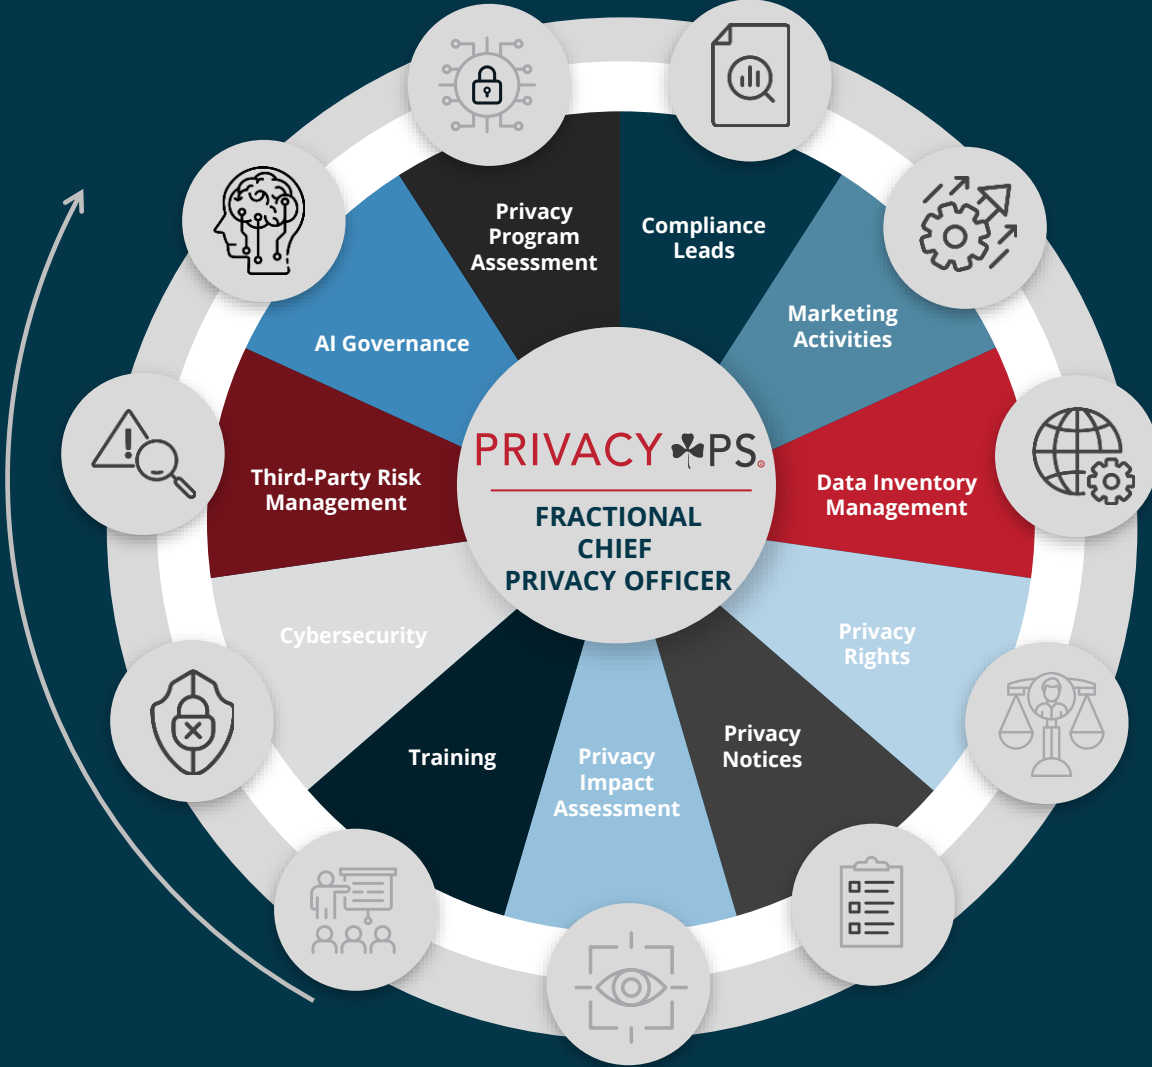 Privacy
Program
Assessment
Compliance
Leads
Marketing
Activities
Data Inventory
Management
Privacy
Rights
Privacy
Notices
Privacy
Impact
Assessment
Training
Cybersecurity
Third-Party Risk
Management
AI Governance
PRIVACY PS.
FRACTIONAL
CHIEF
PRIVACY OFFICER